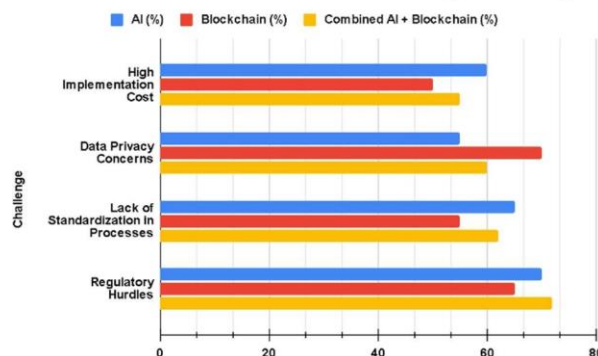 AI (%) Blockchain (%) Combined AI + Blockchain (%)
High
Implementation
Cost
Data Privacy
Concerns
Lack of
Standardization in
Processes
Regulatory
Hurdles
Challenge
0 20 40 60 80